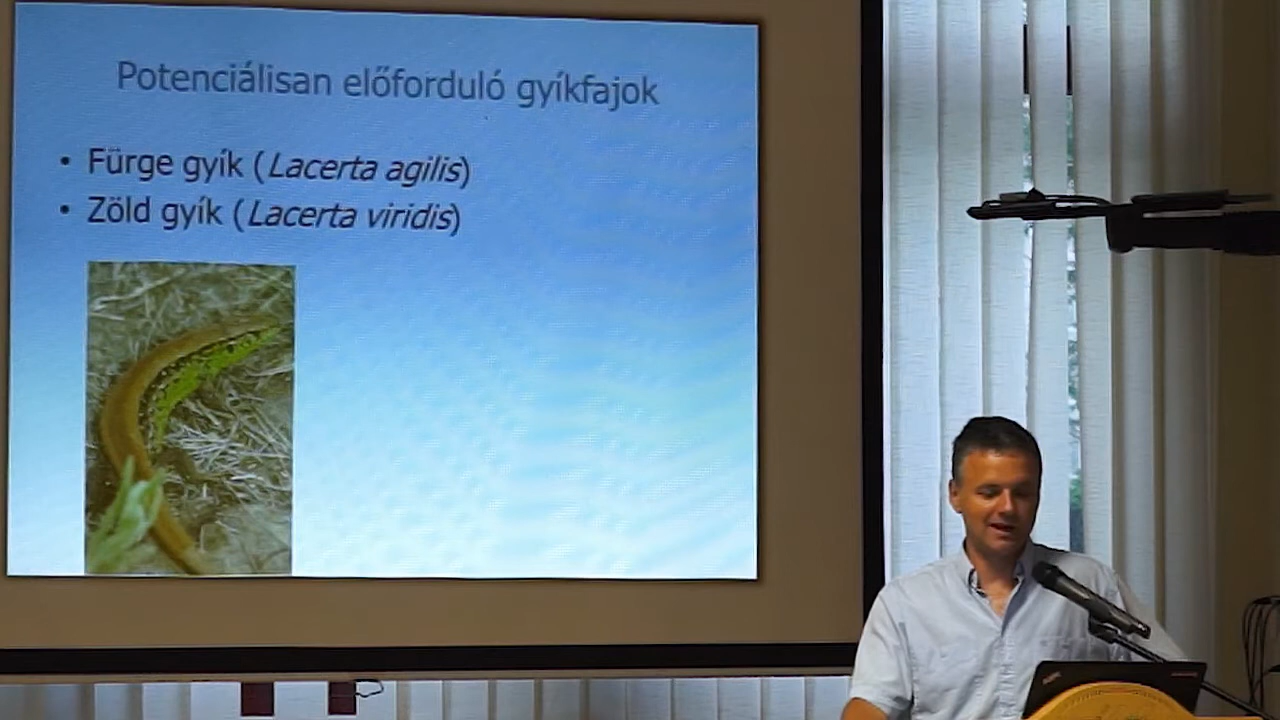 Potenciálisan előforduló gyíkfajok
• Fürge gyík (Lacerta agilis)
• Zöld gyík (Lacerta viridis)